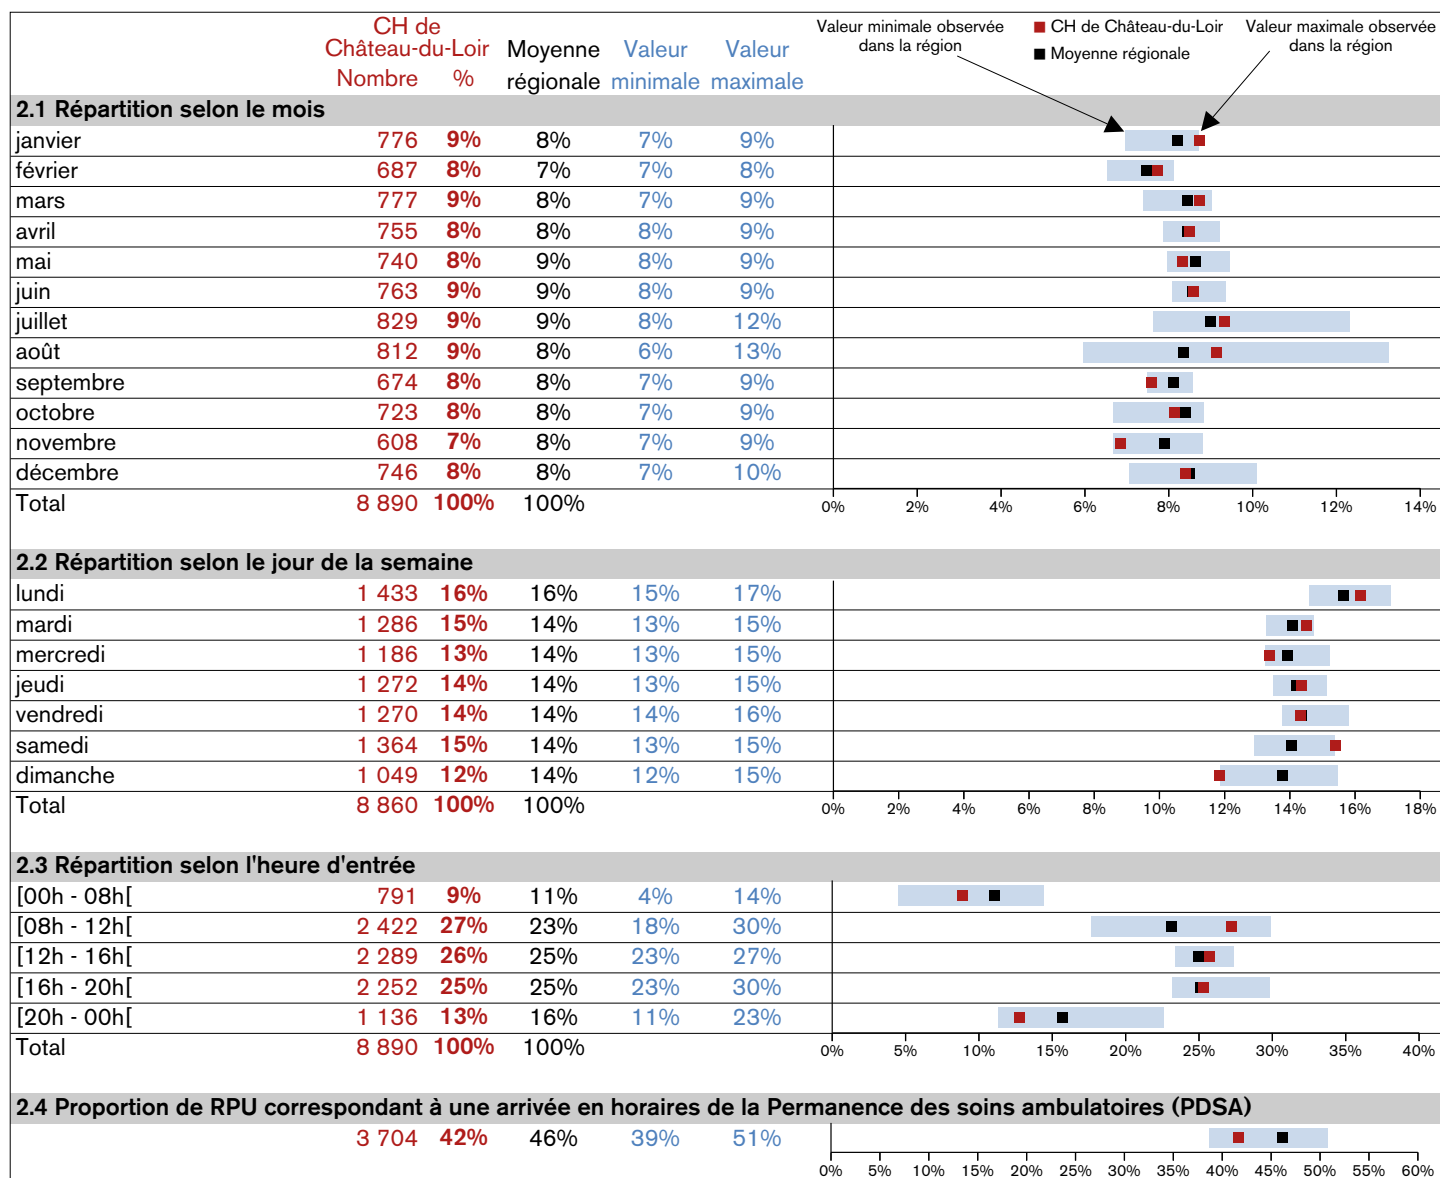 CH de
Château-du-Loir Moyenne Valeur Valeur
Nombre % régionale minimale maximale
Valeur minimale observée
dans la région
CH de Château-du-Loir
Moyenne régionale
Valeur maximale observée
dans la région
2.1 Répartition selon le mois
janvier 776 9% 8% 7% 9%
février 687 8% 7% 7% 8%
mars 777 9% 8% 7% 9%
avril 755 8% 8% 8% 9%
mai 740 8% 9% 8% 9%
juin 763 9% 9% 8% 9%
juillet 829 9% 9% 8% 12%
août 812 9% 8% 6% 13%
septembre 674 8% 8% 7% 9%
octobre 723 8% 8% 7% 9%
novembre 608 7% 8% 7% 9%
décembre 746 8% 8% 7% 10%
Total 8 890 100% 100%
0% 2% 4% 6% 8% 10% 12% 14%
2.2 Répartition selon le jour de la semaine
lundi 1 433 16% 16% 15% 17%
mardi 1 286 15% 14% 13% 15%
mercredi 1 186 13% 14% 13% 15%
jeudi 1 272 14% 14% 13% 15%
vendredi 1 270 14% 14% 14% 16%
samedi 1 364 15% 14% 13% 15%
dimanche 1 049 12% 14% 12% 15%
Total 8 860 100% 100%
0% 2% 4% 6% 8% 10% 12% 14% 16% 18%
2.3 Répartition selon l'heure d'entrée
[00h - 08h[ 791 9% 11% 4% 14%
[08h - 12h[ 2 422 27% 23% 18% 30%
[12h - 16h[ 2 289 26% 25% 23% 27%
[16h - 20h[ 2 252 25% 25% 23% 30%
[20h - 00h[ 1 136 13% 16% 11% 23%
Total 8 890 100% 100%
0% 5% 10% 15% 20% 25% 30% 35% 40%
2.4 Proportion de RPU correspondant à une arrivée en horaires de la Permanence des soins ambulatoires (PDSA)
3 704 42% 46% 39% 51%
0% 5% 10% 15% 20% 25% 30% 35% 40% 45% 50% 55% 60%